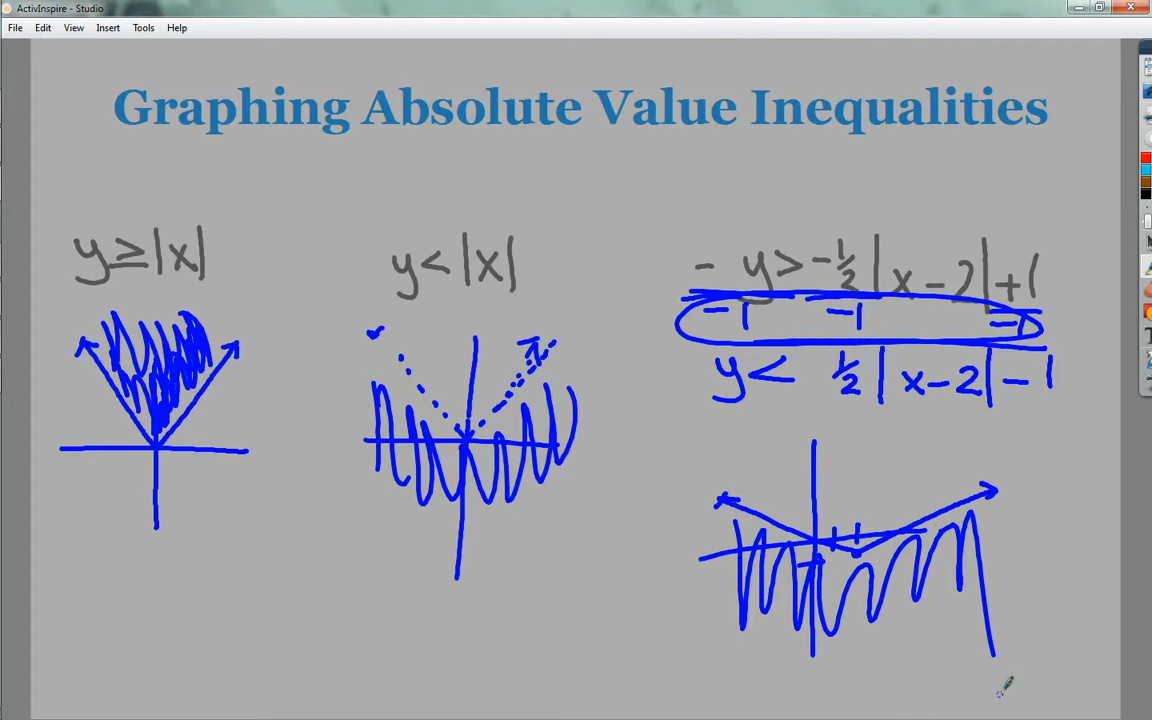 ActivInspire - Studio
File Edit View Insert Tools Help
Graphing Absolute Value Inequalities
y≥|x|
y<|x|
- y>-½|x-2|+1
-1 -1 -1
y< ½|x-2|-1